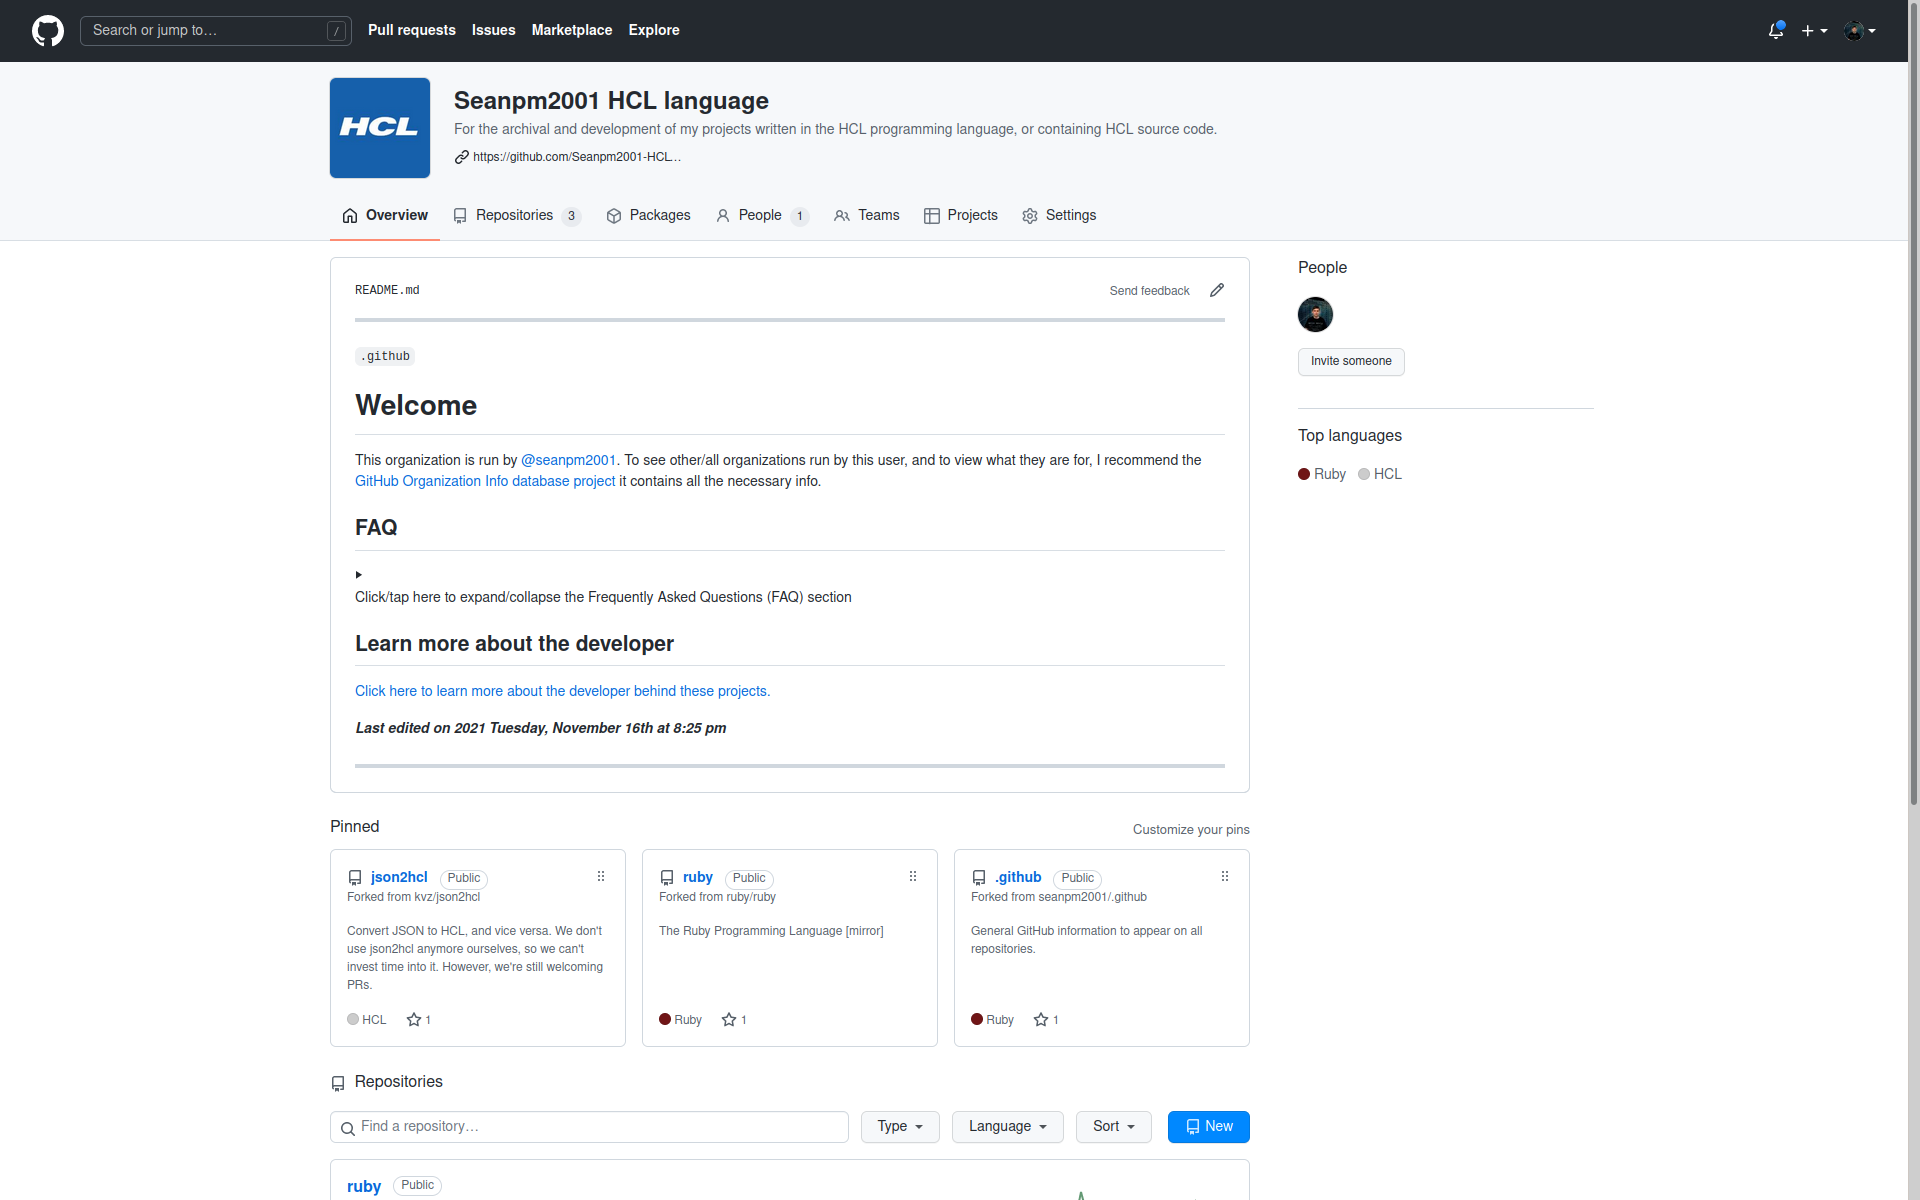 Search or jump to… /
Pull requests Issues Marketplace Explore
HCL
Seanpm2001 HCL language
For the archival and development of my projects written in the HCL programming language, or containing HCL source code.
https://github.com/Seanpm2001-HCL…
Overview Repositories 3 Packages People 1 Teams Projects Settings
README.md Send feedback
.github
Welcome
This organization is run by @seanpm2001. To see other/all organizations run by this user, and to view what they are for, I recommend the
GitHub Organization Info database project it contains all the necessary info.
FAQ
Click/tap here to expand/collapse the Frequently Asked Questions (FAQ) section
Learn more about the developer
Click here to learn more about the developer behind these projects.
Last edited on 2021 Tuesday, November 16th at 8:25 pm
People
Invite someone
Top languages
Ruby HCL
Pinned Customize your pins
json2hcl Public
Forked from kvz/json2hcl
Convert JSON to HCL, and vice versa. We don't
use json2hcl anymore ourselves, so we can't
invest time into it. However, we're still welcoming
PRs.
HCL 1
ruby Public
Forked from ruby/ruby
The Ruby Programming Language [mirror]
Ruby 1
.github Public
Forked from seanpm2001/.github
General GitHub information to appear on all
repositories.
Ruby 1
Repositories
Find a repository… Type Language Sort New
ruby Public